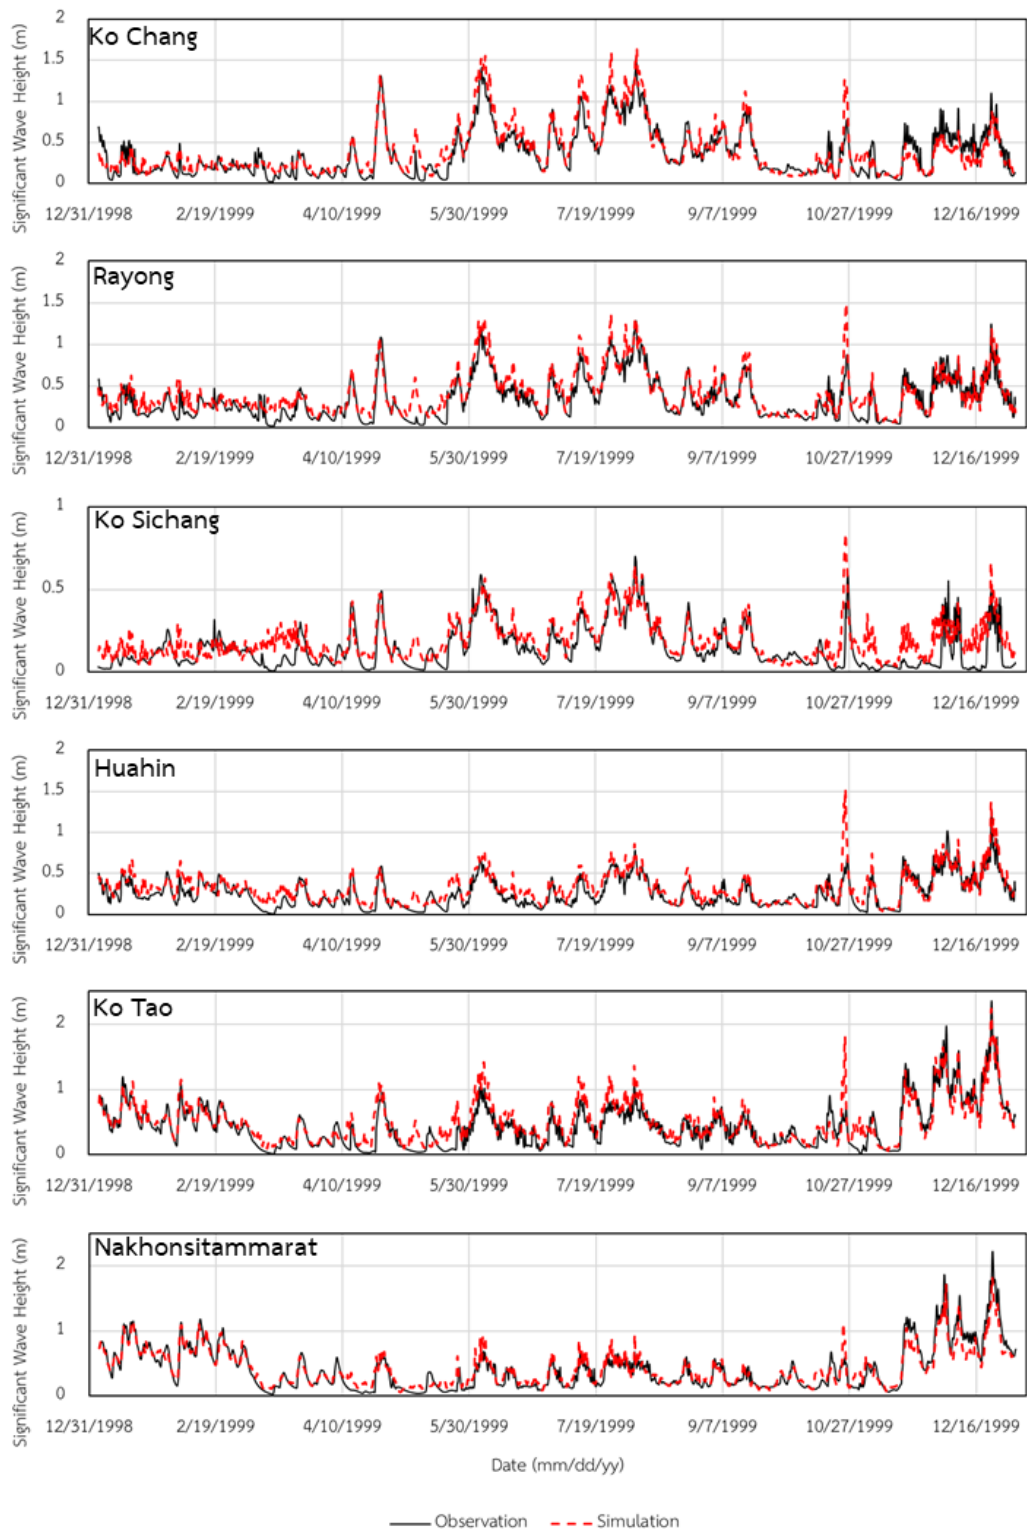 Significant Wave Height (m)
2
1.5
1
0.5
0
Ko Chang
12/31/1998 2/19/1999 4/10/1999 5/30/1999 7/19/1999 9/7/1999 10/27/1999 12/16/1999
Significant Wave Height (m)
2
1.5
1
0.5
0
Rayong
12/31/1998 2/19/1999 4/10/1999 5/30/1999 7/19/1999 9/7/1999 10/27/1999 12/16/1999
Significant Wave Height (m)
1
0.5
0
Ko Sichang
12/31/1998 2/19/1999 4/10/1999 5/30/1999 7/19/1999 9/7/1999 10/27/1999 12/16/1999
Significant Wave Height (m)
2
1.5
1
0.5
0
Huahin
12/31/1998 2/19/1999 4/10/1999 5/30/1999 7/19/1999 9/7/1999 10/27/1999 12/16/1999
Significant Wave Height (m)
2
1
0
Ko Tao
12/31/1998 2/19/1999 4/10/1999 5/30/1999 7/19/1999 9/7/1999 10/27/1999 12/16/1999
Significant Wave Height (m)
2
1
0
Nakhonsitammarat
12/31/1998 2/19/1999 4/10/1999 5/30/1999 7/19/1999 9/7/1999 10/27/1999 12/16/1999
Date (mm/dd/yy)
Observation Simulation